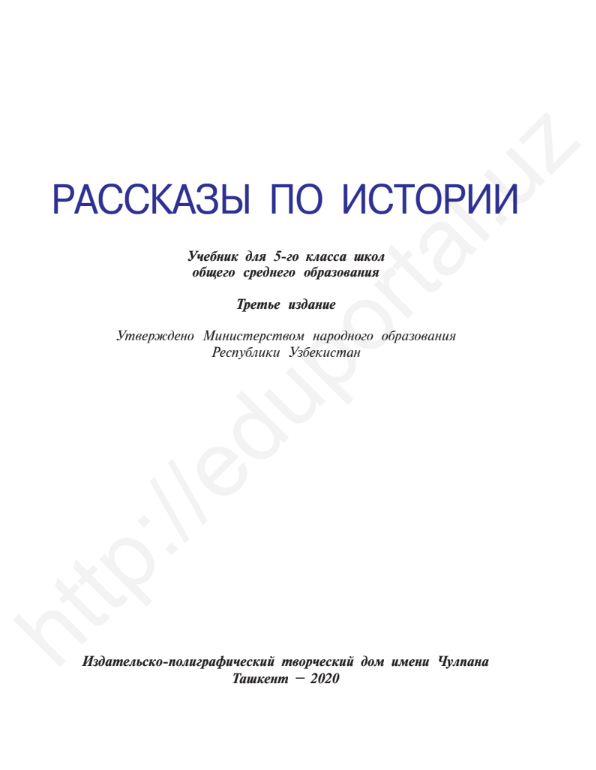 РАССКАЗЫ ПО ИСТОРИИ
Учебник для 5-го класса школ
общего среднего образования
Третье издание
Утверждено Министерством народного образования
Республики Узбекистан
http://eduportal.uz
Издательско-полиграфический творческий дом имени Чулпана
Ташкент – 2020